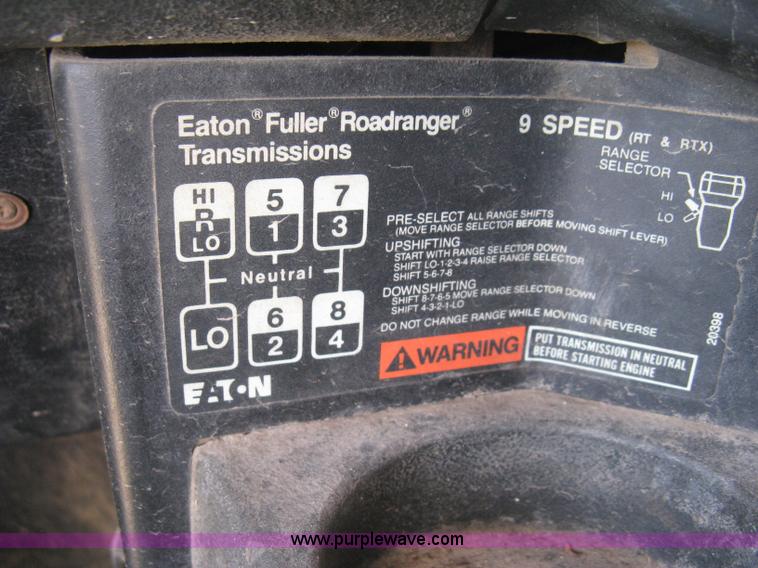 Eaton® Fuller® Roadranger®
Transmissions
9 SPEED (RT & RTX)
RANGE
SELECTOR
HI
LO
HI
R
LO
5
1
7
3
Neutral
LO
6
2
8
4
EATON
PRE-SELECT ALL RANGE SHIFTS
(MOVE RANGE SELECTOR BEFORE MOVING SHIFT LEVER)
UPSHIFTING
START WITH RANGE SELECTOR DOWN
SHIFT LO-1-2-3-4 RAISE RANGE SELECTOR
SHIFT 5-6-7-8
DOWNSHIFTING
SHIFT 8-7-6-5 MOVE RANGE SELECTOR DOWN
SHIFT 4-3-2-1-LO
DO NOT CHANGE RANGE WHILE MOVING IN REVERSE
WARNING
PUT TRANSMISSION IN NEUTRAL
BEFORE STARTING ENGINE
20398
www.purplewave.com